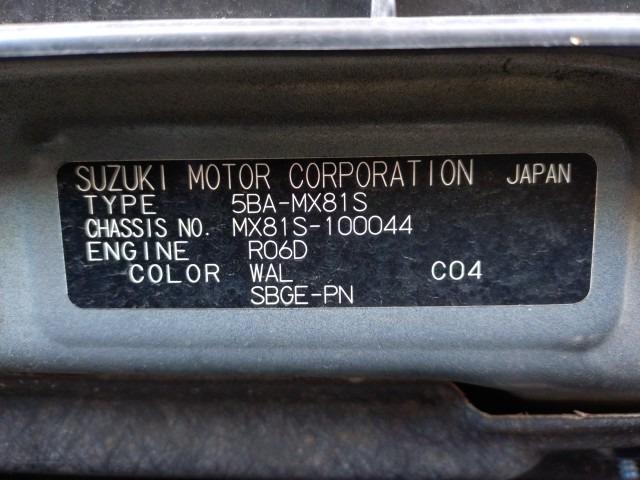 SUZUKI MOTOR CORPORATION JAPAN
TYPE 5BA-MX81S
CHASSIS NO. MX81S-100044
ENGINE R06D
COLOR WAL C04
SBGE-PN